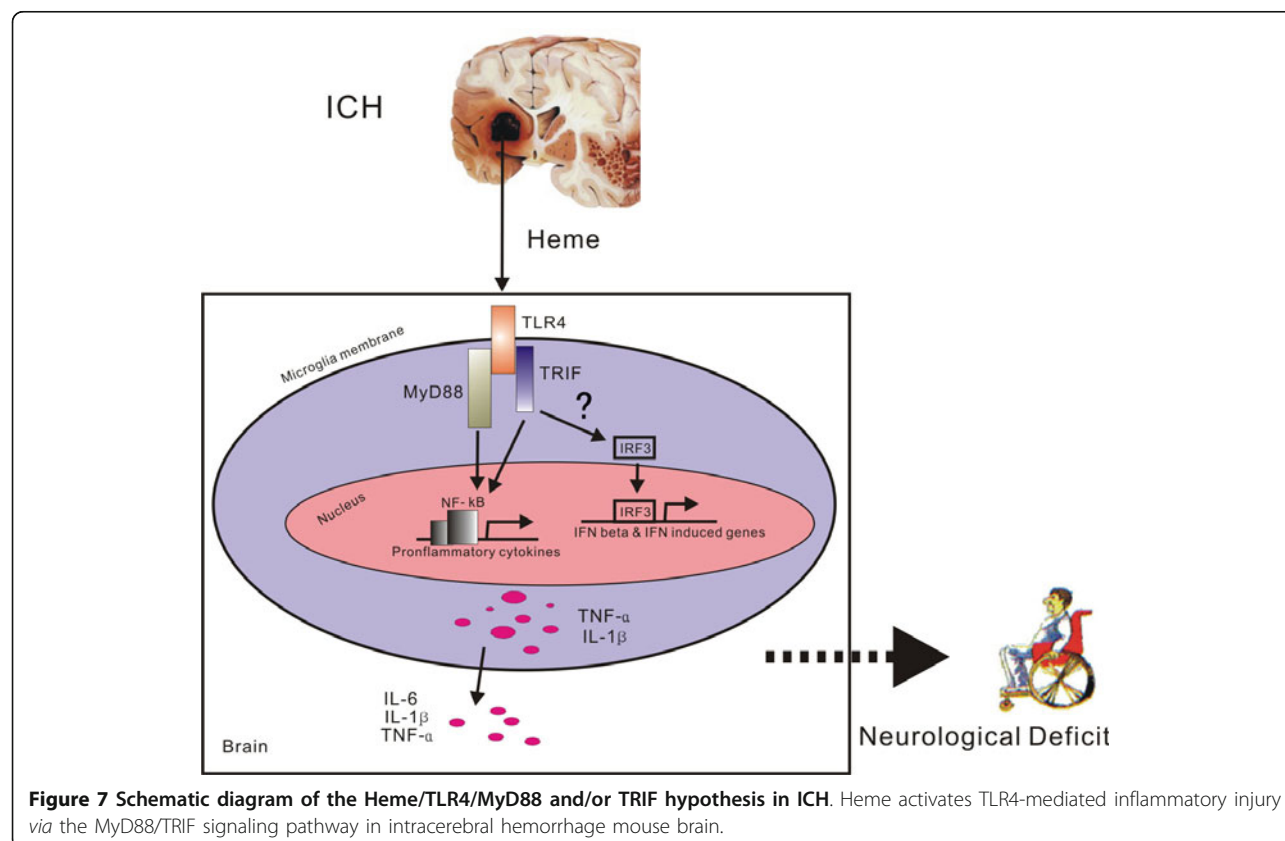 ICH
Heme
TLR4
Microglia membrane
MyD88
TRIF
?
IRF3
Nucleus
NF-kB
IRF3
Pronflammatory cytokines
IFN beta & IFN induced genes
TNF-α
IL-1β
IL-6
IL-1β
TNF-α
Brain
Neurological Deficit
Figure 7 Schematic diagram of the Heme/TLR4/MyD88 and/or TRIF hypothesis in ICH. Heme activates TLR4-mediated inflammatory injury
via the MyD88/TRIF signaling pathway in intracerebral hemorrhage mouse brain.